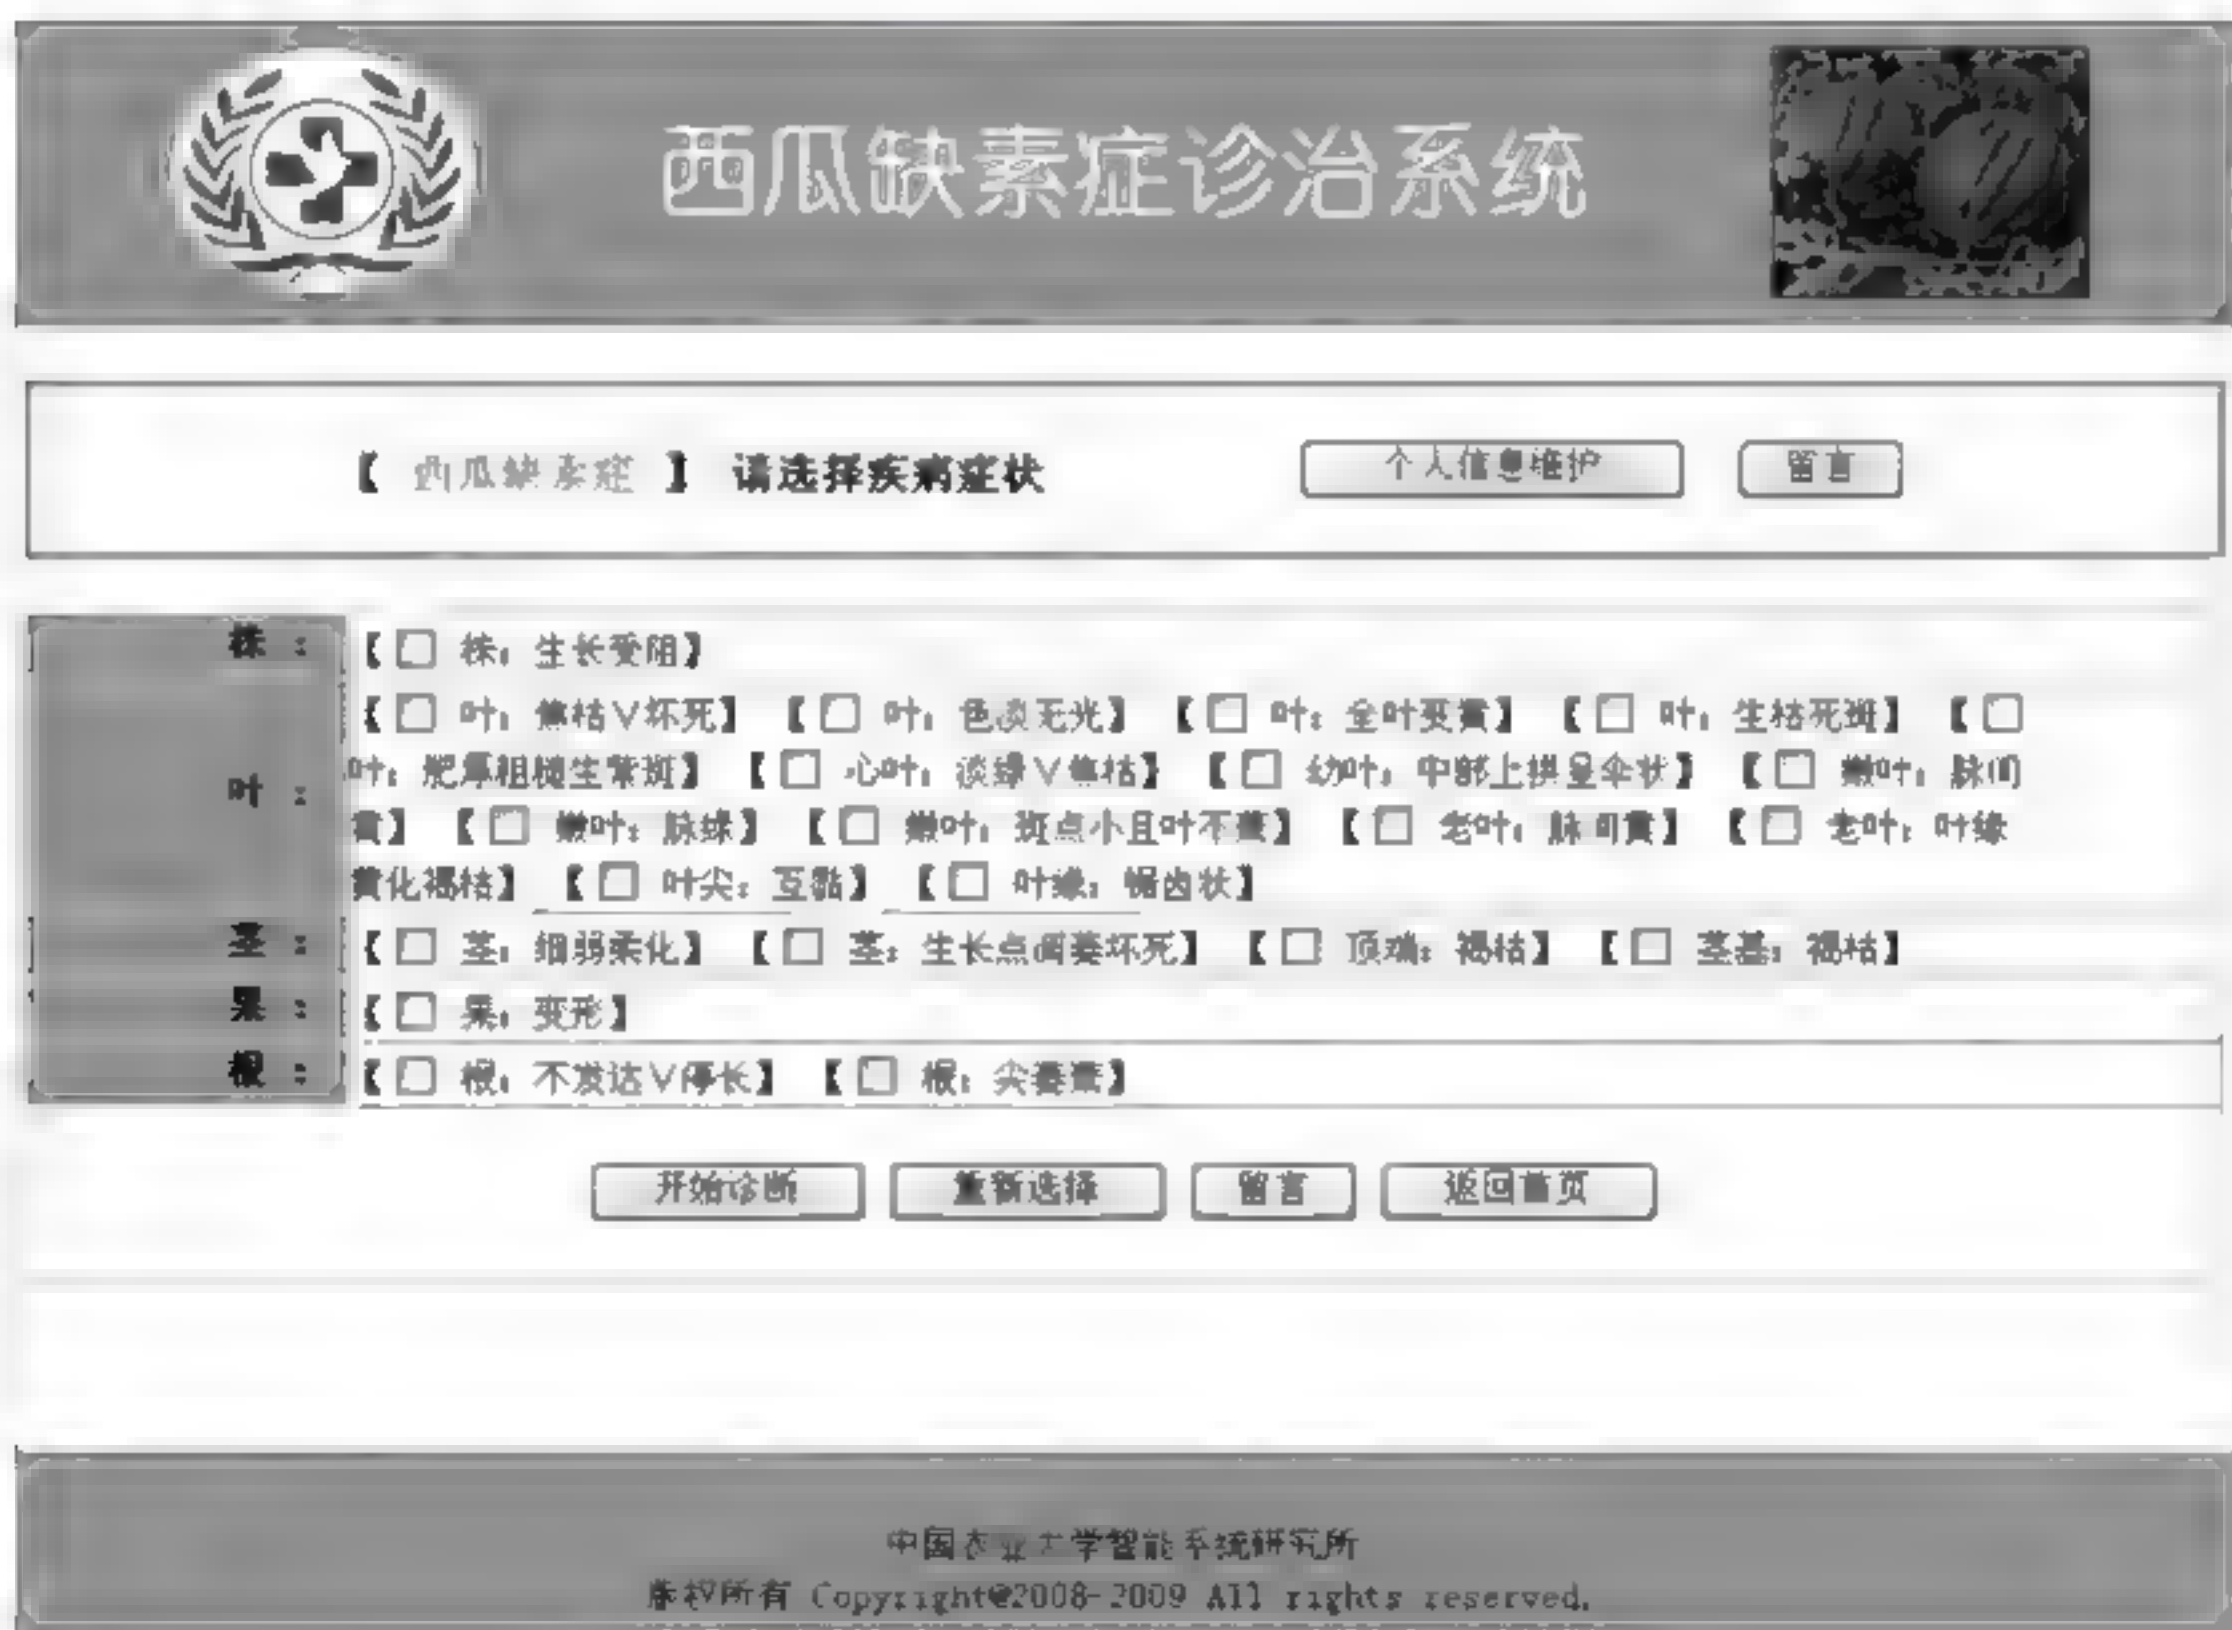 西瓜缺素症诊治系统
【 西瓜缺素症 】 请选择疾病症状 个人信息维护 留言
株 : 【□ 株: 生长受阻】
【□ 叶: 焦枯∨坏死】 【□ 叶: 色淡无光】 【□ 叶: 全叶变黄】 【□ 叶: 生枯死斑】 【□
叶: 肥厚粗糙生紫斑】 【□ 心叶: 淡绿∨焦枯】 【□ 幼叶: 中部上拱呈伞状】 【□ 嫩叶: 脉间
叶 :
黄】 【□ 嫩叶: 脉绿】 【□ 嫩叶: 斑点小且叶不黄】 【□ 老叶: 脉间黄】 【□ 老叶: 叶缘
黄化褐枯】 【□ 叶尖: 互黏】 【□ 叶缘: 锯齿状】
茎 : 【□ 茎: 细弱柔化】 【□ 茎: 生长点凋萎坏死】 【□ 顶端: 褐枯】 【□ 茎基: 褐枯】
果 : 【□ 果: 变形】
根 : 【□ 根: 不发达∨停长】 【□ 根: 尖萎黄】
开始诊断 重新选择 留言 返回首页
中国农业大学智能系统研究所
版权所有 Copyright@2008-2009 All rights reserved.